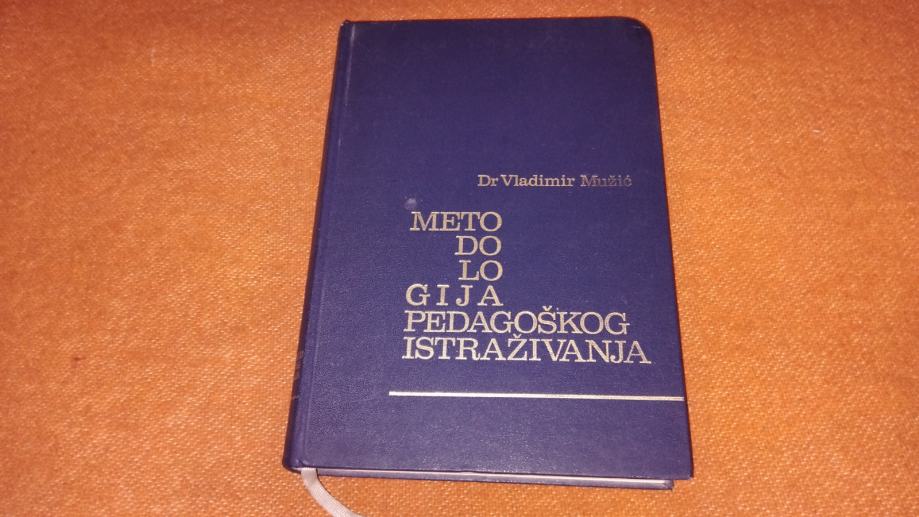 Dr Vladimir Mužić
METO
DO
LO
GIJA
PEDAGOŠKOG
ISTRAŽIVANJA